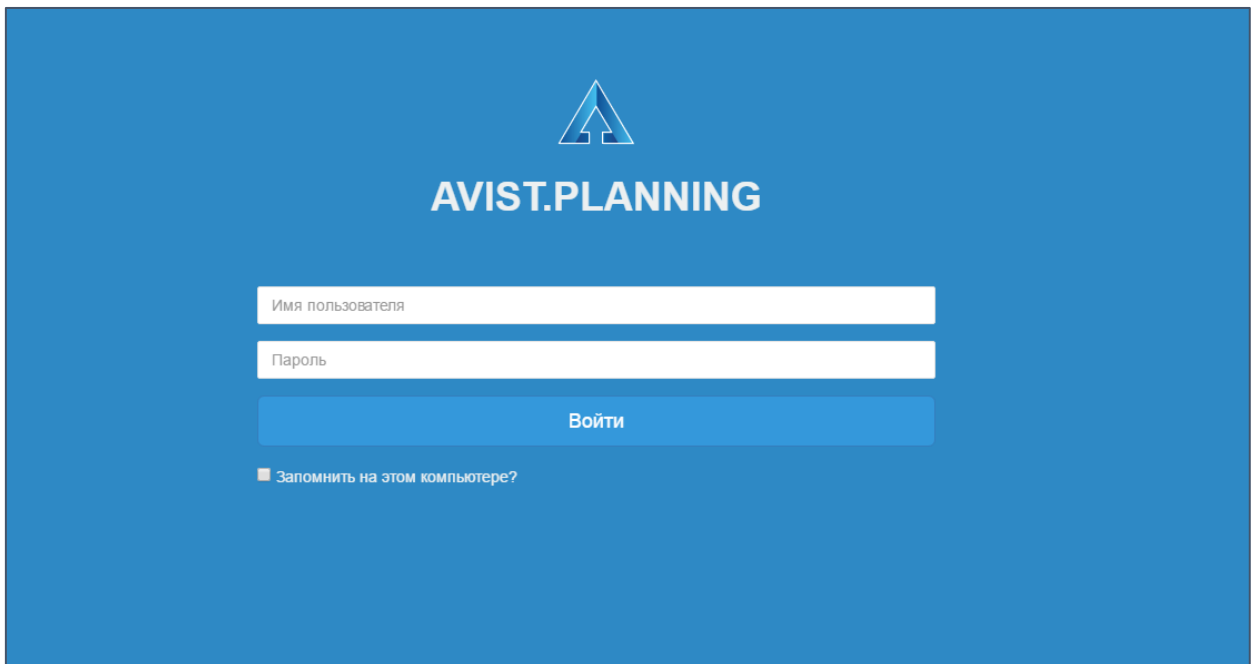 AVIST.PLANNING
Имя пользователя
Пароль
Войти
Запомнить на этом компьютере?